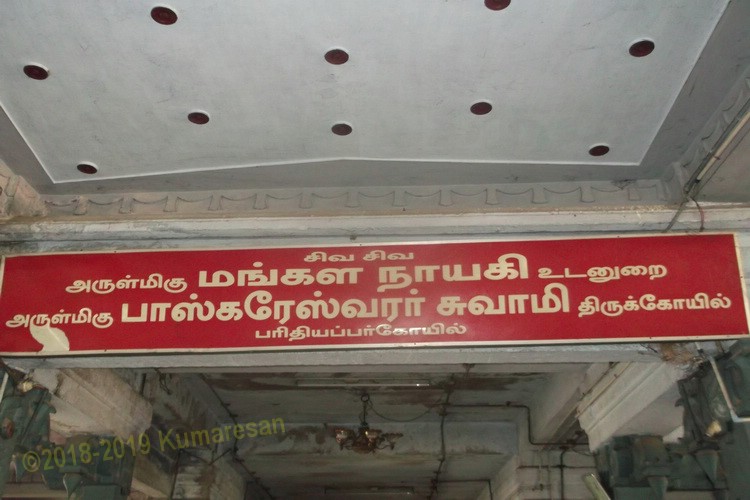 சிவ சிவ
அருள்மிகு மங்கள நாயகி உடனுறை
அருள்மிகு பாஸ்கரேஸ்வரர் சுவாமி திருக்கோயில்
பரிதியப்பர்கோயில்
©2018-2019 Kumaresan